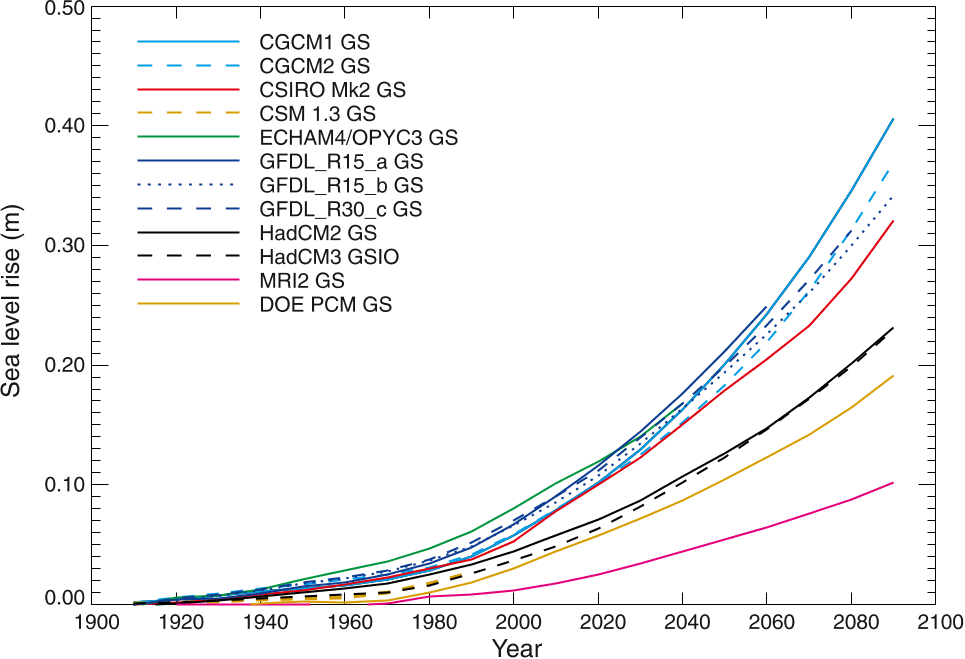 0.50
CGCM1 GS
CGCM2 GS
CSIRO Mk2 GS
CSM 1.3 GS
ECHAM4/OPYC3 GS
GFDL_R15_a GS
GFDL_R15_b GS
GFDL_R30_c GS
HadCM2 GS
HadCM3 GSIO
MRI2 GS
DOE PCM GS
0.40
0.30
0.20
0.10
0.00
Sea level rise (m)
1900 1920 1940 1960 1980 2000 2020 2040 2060 2080 2100
Year